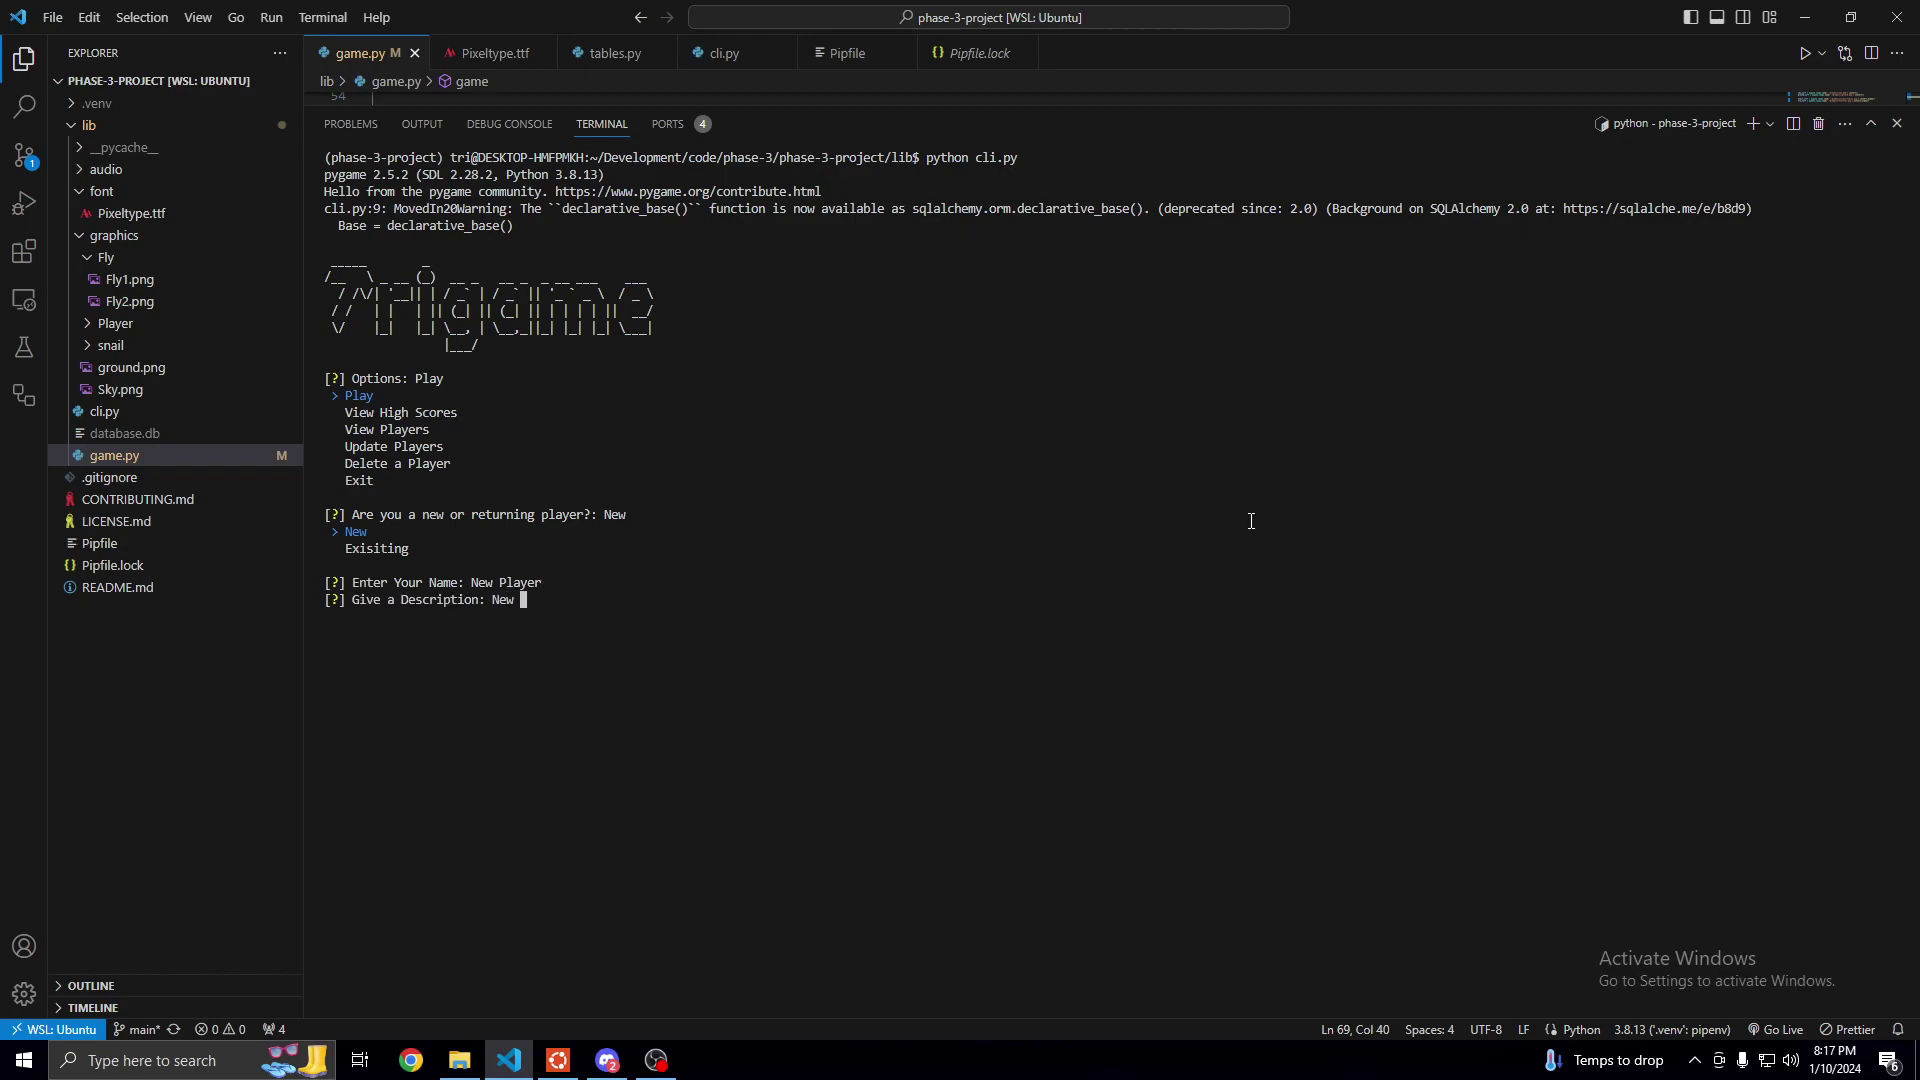 File Edit Selection View Go Run Terminal Help
phase-3-project [WSL: Ubuntu]
EXPLORER
game.py M
Pixeltype.ttf
tables.py
cli.py
Pipfile
Pipfile.lock
PHASE-3-PROJECT [WSL: UBUNTU]
lib > game.py > game
54
.venv
lib
__pycache__
audio
font
Pixeltype.ttf
graphics
Fly
Fly1.png
Fly2.png
Player
snail
ground.png
Sky.png
cli.py
database.db
game.py M
.gitignore
CONTRIBUTING.md
LICENSE.md
Pipfile
Pipfile.lock
README.md
OUTLINE
TIMELINE
PROBLEMS OUTPUT DEBUG CONSOLE TERMINAL PORTS 4
python - phase-3-project
(phase-3-project) tri@DESKTOP-HMFPMKH:~/Development/code/phase-3/phase-3-project/lib$ python cli.py
pygame 2.5.2 (SDL 2.28.2, Python 3.8.13)
Hello from the pygame community. https://www.pygame.org/contribute.html
cli.py:9: MovedIn20Warning: The ``declarative_base()`` function is now available as sqlalchemy.orm.declarative_base(). (deprecated since: 2.0) (Background on SQLAlchemy 2.0 at: https://sqlalche.me/e/b8d9)
Base = declarative_base()
Trigame
[?] Options: Play
> Play
View High Scores
View Players
Update Players
Delete a Player
Exit
[?] Are you a new or returning player?: New
> New
Exisiting
[?] Enter Your Name: New Player
[?] Give a Description: New
Activate Windows
Go to Settings to activate Windows.
WSL: Ubuntu main* 0 0 4
Ln 69, Col 40 Spaces: 4 UTF-8 LF Python 3.8.13 ('.venv': pipenv) Go Live Prettier
Type here to search
Temps to drop
8:17 PM
1/10/2024
1
2
6